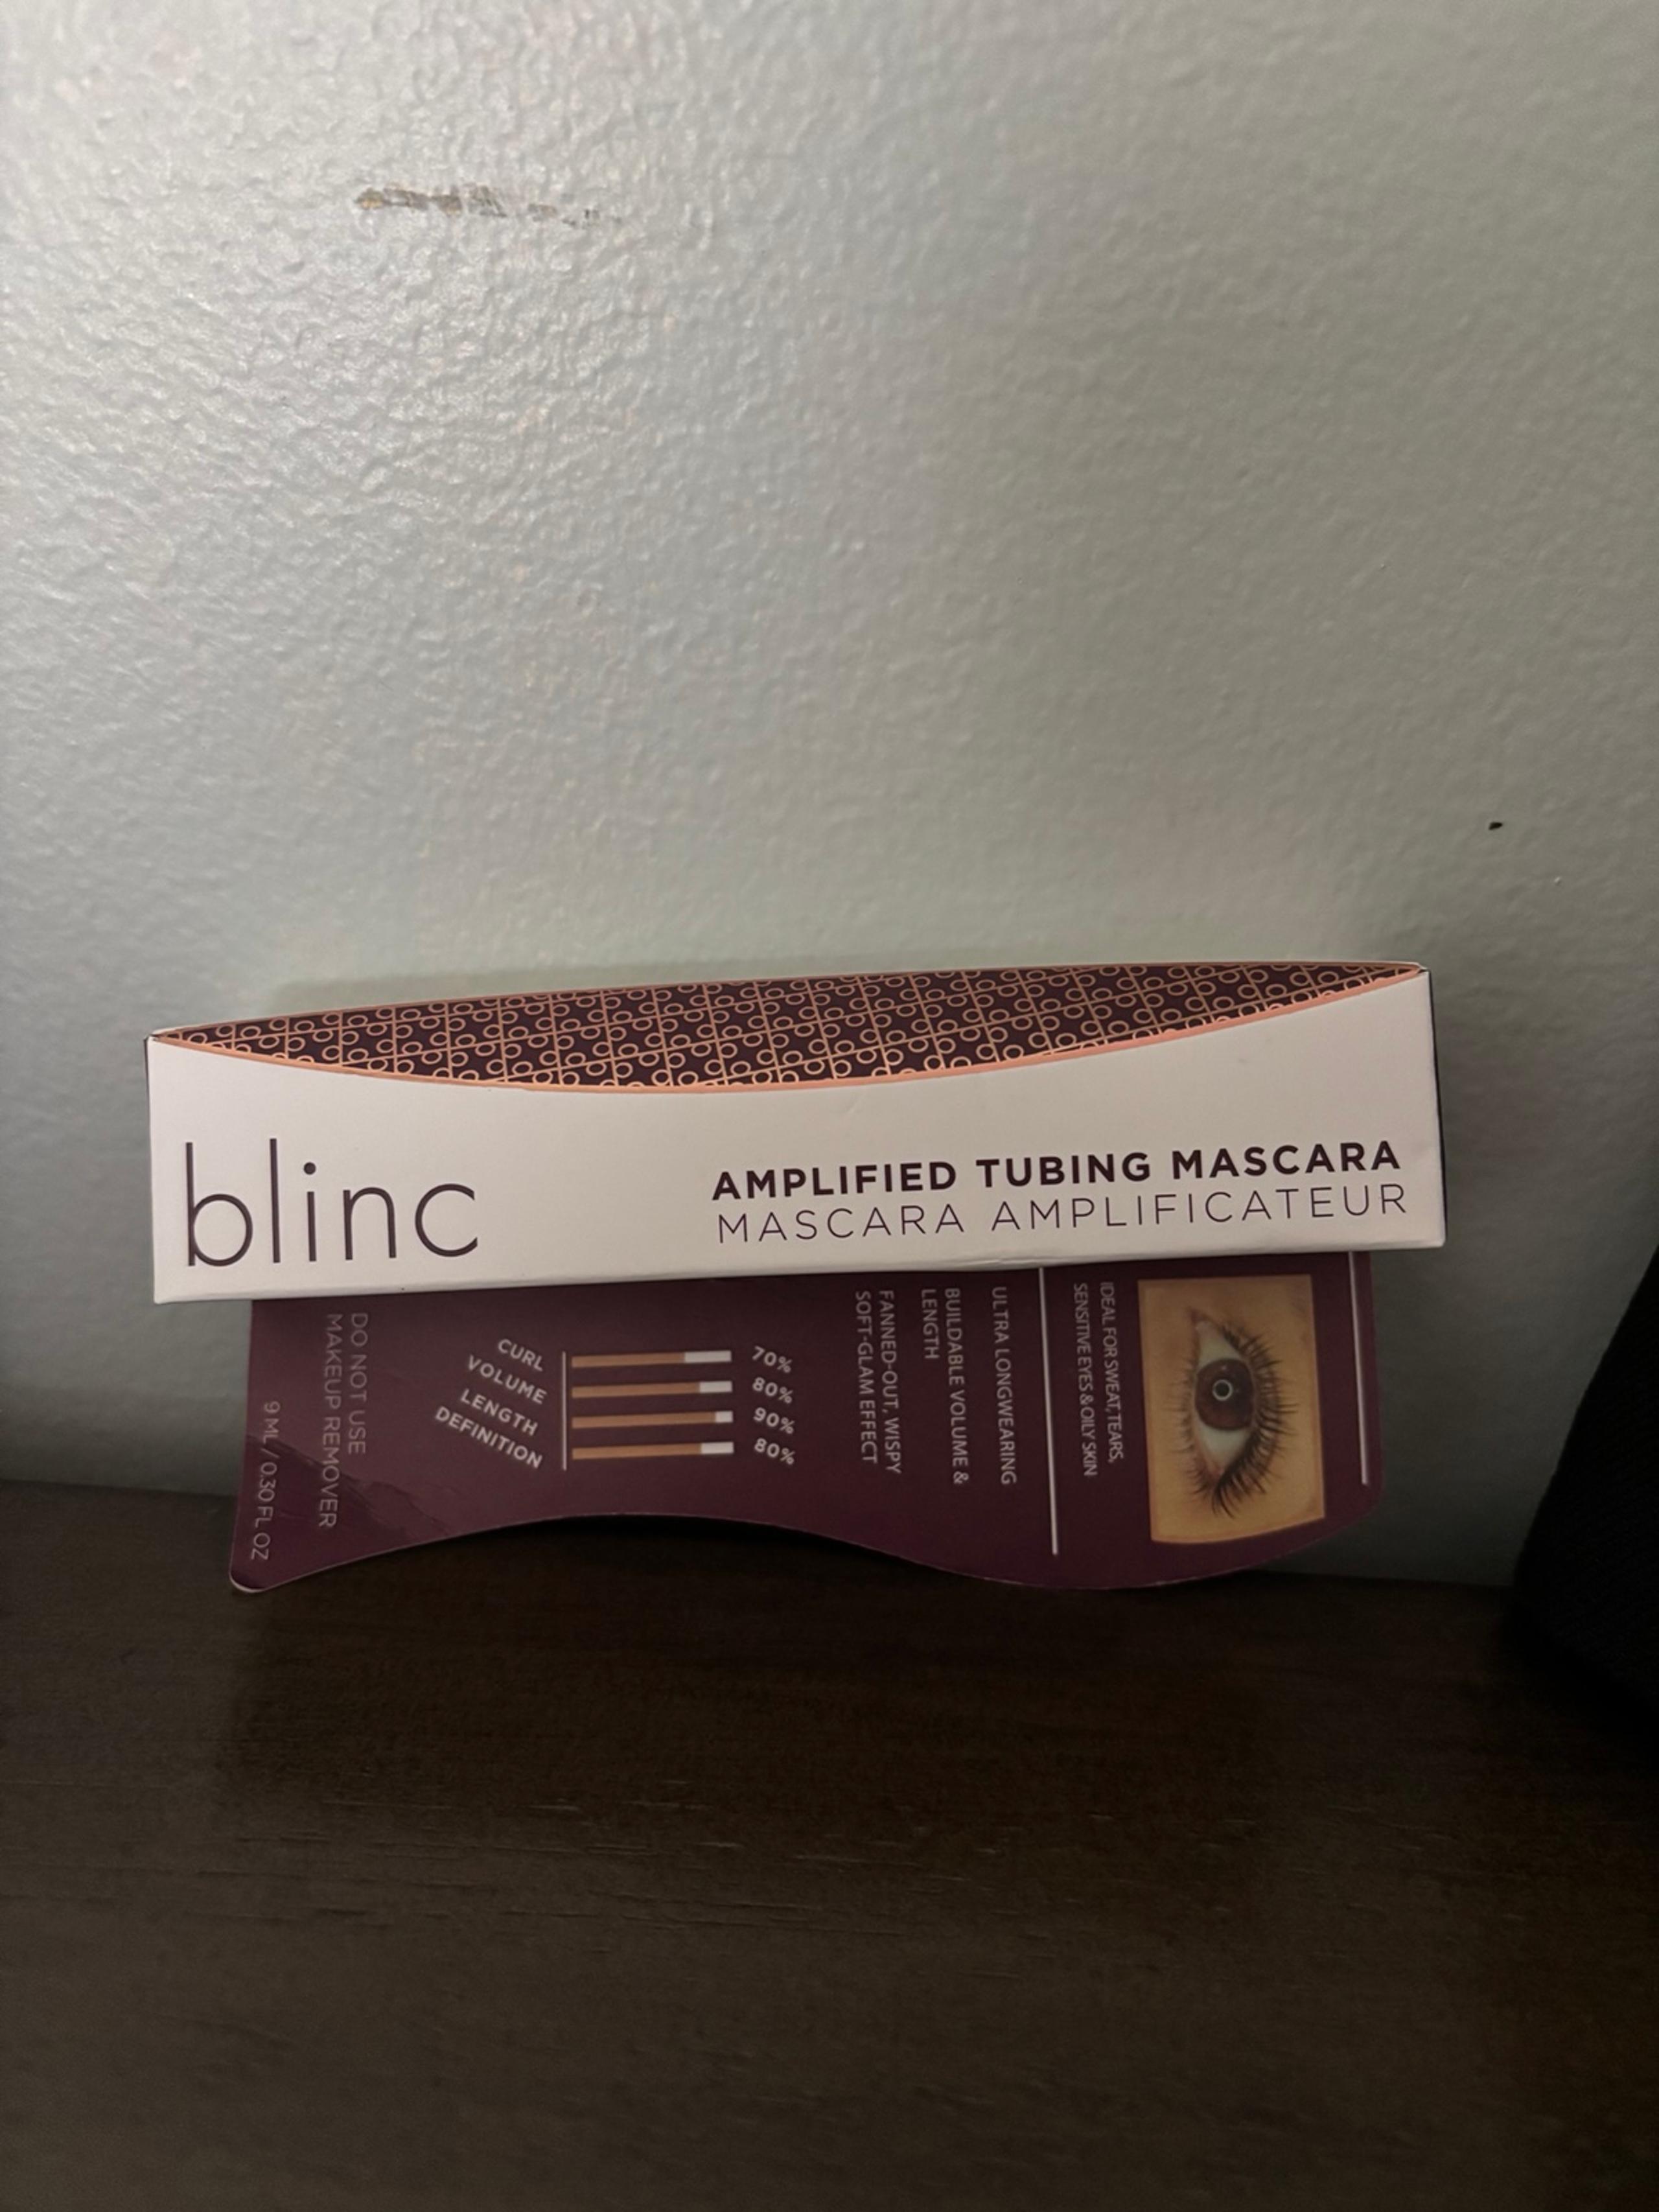 blinc
AMPLIFIED TUBING MASCARA
MASCARA AMPLIFICATEUR
IDEAL FOR SWEAT, TEARS,
SENSITIVE EYES & OILY SKIN
ULTRA LONGWEARING
BUILDABLE VOLUME &
LENGTH
FANNED-OUT, WISPY
SOFT-GLAM EFFECT
CURL 70%
VOLUME 80%
LENGTH 90%
DEFINITION 80%
DO NOT USE
MAKEUP REMOVER
9 ML / 0.30 FL OZ